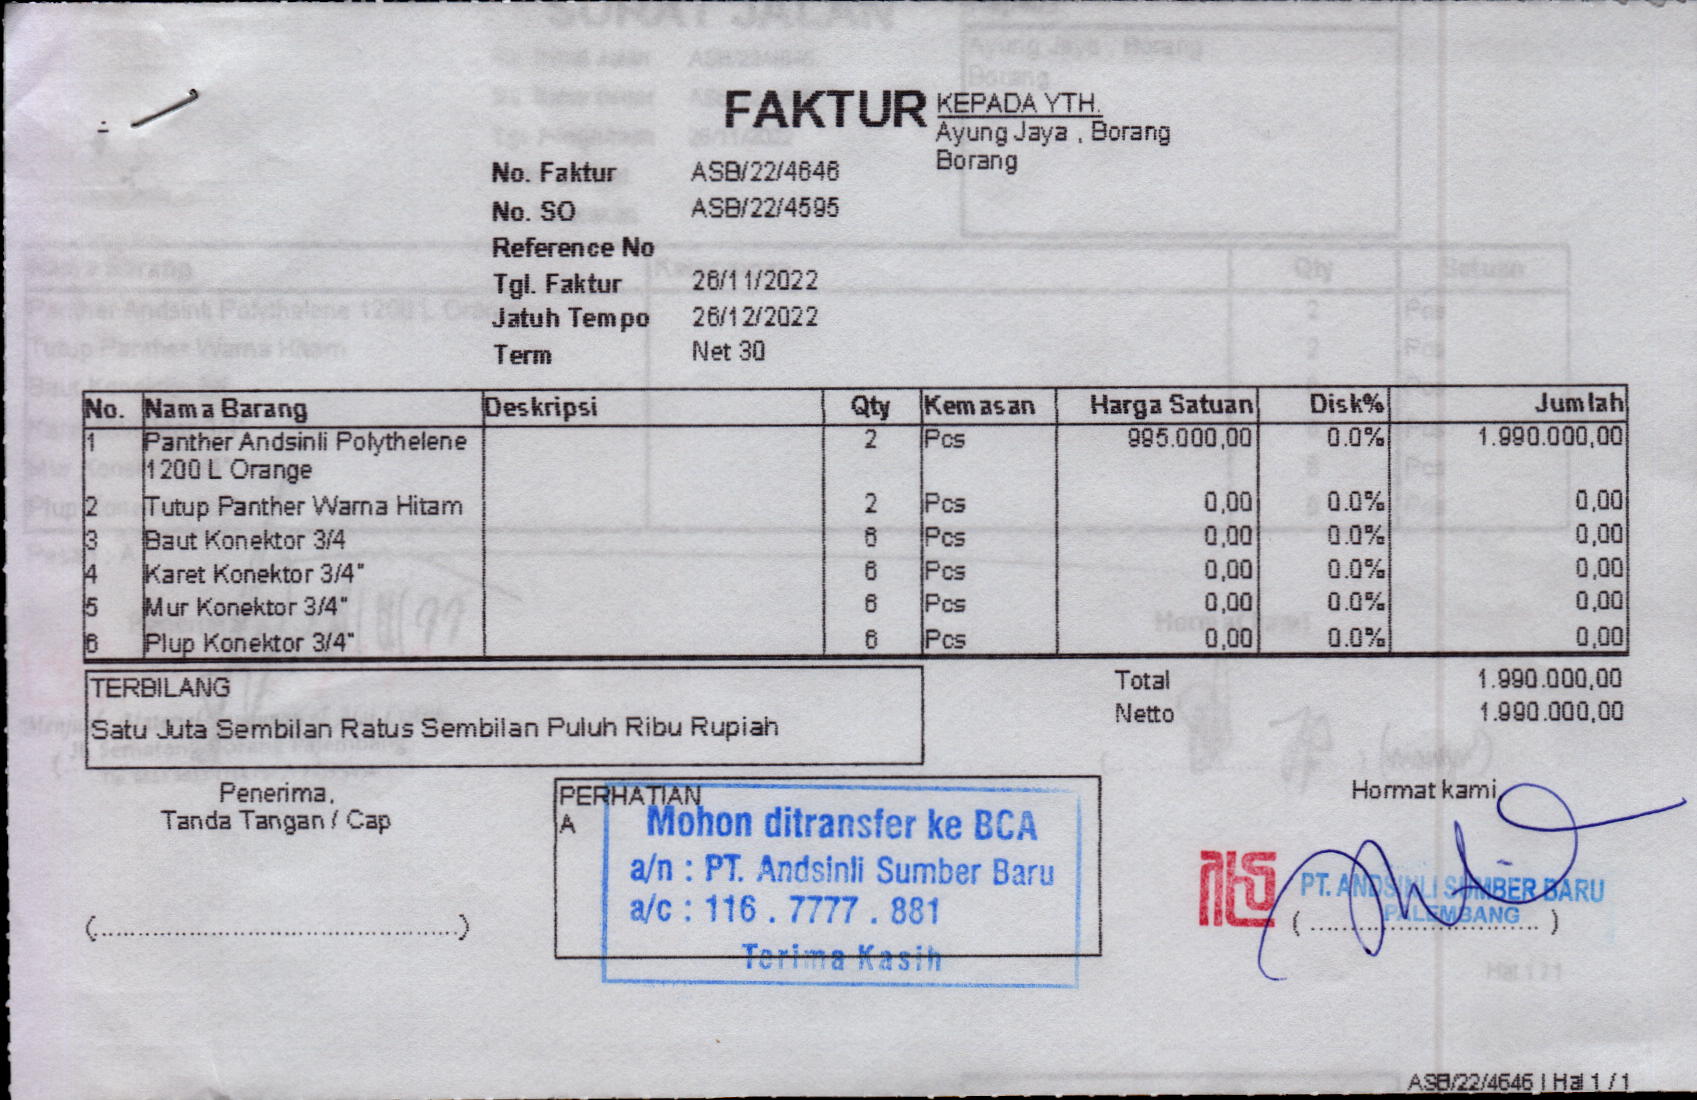 FAKTUR
KEPADA YTH.
Ayung Jaya , Borang
Borang
No. Faktur ASB/22/4646
No. SO ASB/22/4595
Reference No
Tgl. Faktur 26/11/2022
Jatuh Tempo 26/12/2022
Term Net 30
No. Nama Barang Deskripsi Qty Kemasan Harga Satuan Disk% Jumlah
1 Panther Andsinli Polythelene 2 Pcs 995.000,00 0.0% 1.990.000,00
1200 L Orange
2 Tutup Panther Warna Hitam 2 Pcs 0,00 0.0% 0,00
3 Baut Konektor 3/4 6 Pcs 0,00 0.0% 0,00
4 Karet Konektor 3/4" 6 Pcs 0,00 0.0% 0,00
5 Mur Konektor 3/4" 6 Pcs 0,00 0.0% 0,00
6 Plup Konektor 3/4" 6 Pcs 0,00 0.0% 0,00
TERBILANG
Satu Juta Sembilan Ratus Sembilan Puluh Ribu Rupiah
Total 1.990.000,00
Netto 1.990.000,00
Penerima,
Tanda Tangan / Cap
(................................................)
PERHATIAN
A
Mohon ditransfer ke BCA
a/n : PT. Andsinli Sumber Baru
a/c : 116 . 7777 . 881
Terima Kasih
Hormat kami
PT. ANDSINLI SUMBER BARU
PALEMBANG
( ................................ )
ASB/22/4646 | Hal 1 / 1